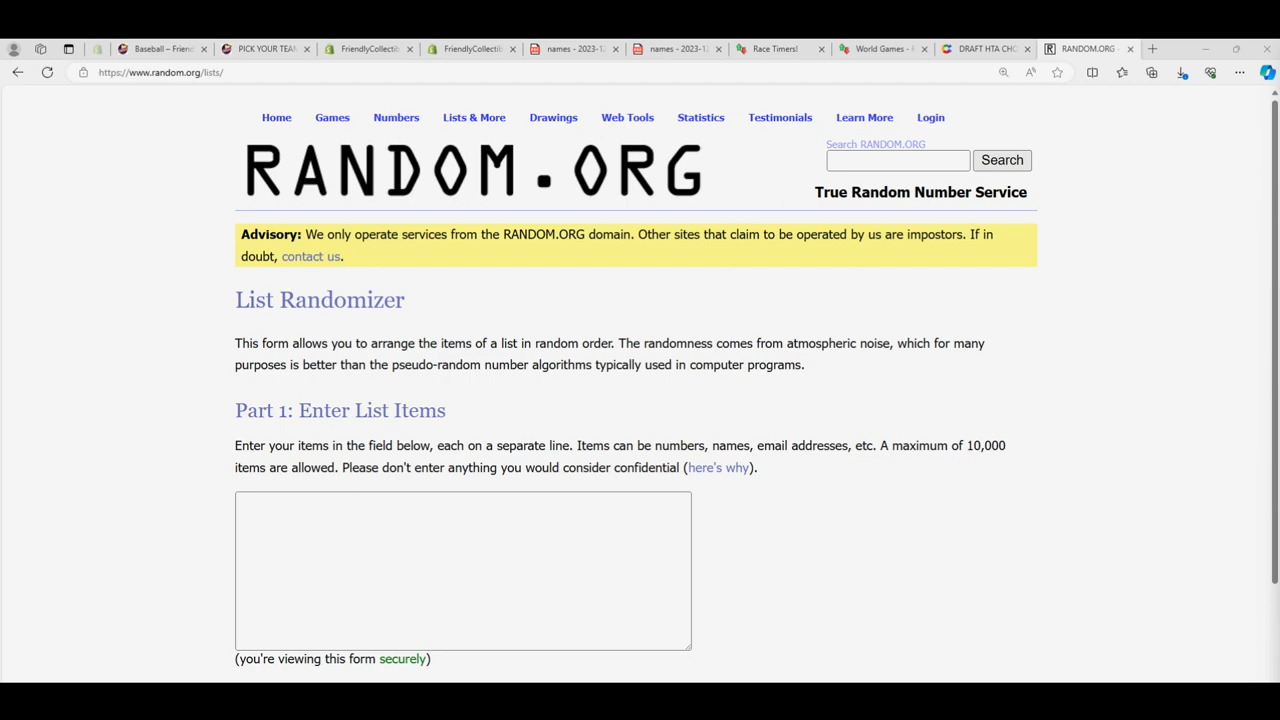 Baseball – Friend
PICK YOUR TEAM
FriendlyCollectib
FriendlyCollectib
names - 2023-12
names - 2023-12
Race Timers!
World Games - R
DRAFT HTA CHO
RANDOM.ORG
https://www.random.org/lists/
Home Games Numbers Lists & More Drawings Web Tools Statistics Testimonials Learn More Login
RANDOM.ORG
Search RANDOM.ORG
Search
True Random Number Service
Advisory: We only operate services from the RANDOM.ORG domain. Other sites that claim to be operated by us are impostors. If in
doubt, contact us.
List Randomizer
This form allows you to arrange the items of a list in random order. The randomness comes from atmospheric noise, which for many
purposes is better than the pseudo-random number algorithms typically used in computer programs.
Part 1: Enter List Items
Enter your items in the field below, each on a separate line. Items can be numbers, names, email addresses, etc. A maximum of 10,000
items are allowed. Please don't enter anything you would consider confidential (here's why).
(you're viewing this form securely)